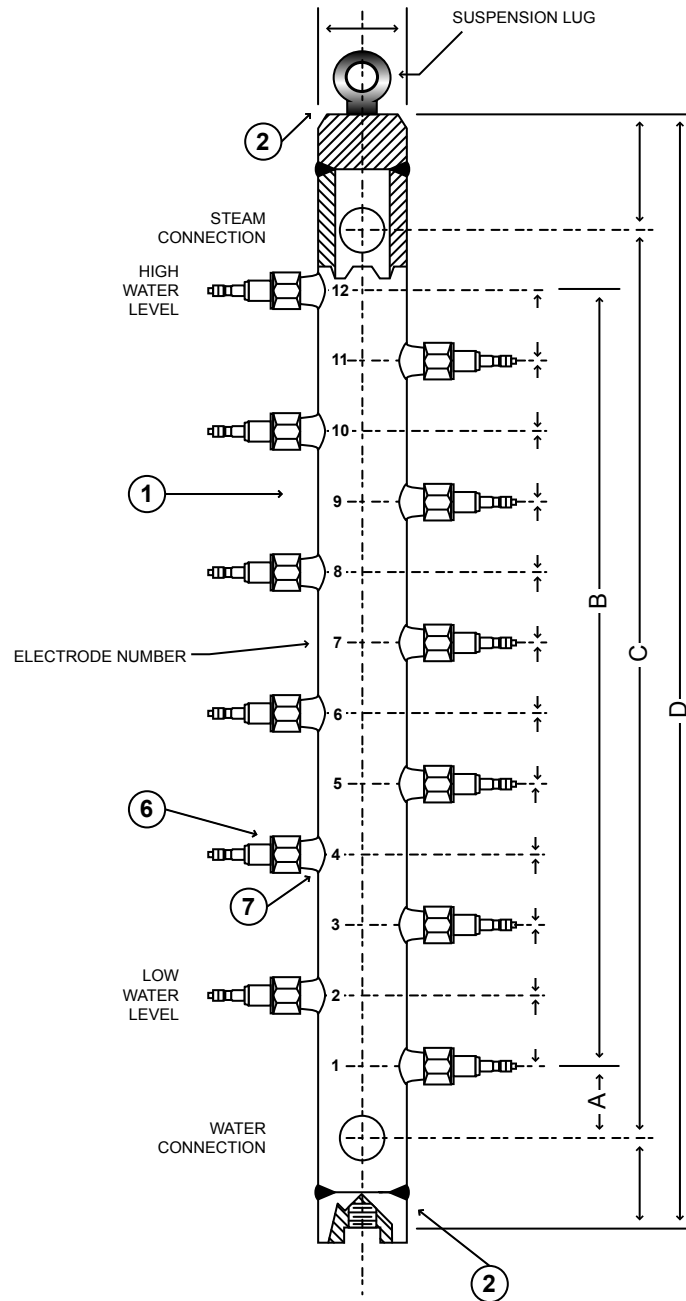 SUSPENSION LUG
2
STEAM
CONNECTION
HIGH
WATER
LEVEL
12
11
10
1
9
8
B
C
ELECTRODE NUMBER
7
D
6
5
6
4
7
3
LOW
WATER
LEVEL
2
1
A
WATER
CONNECTION
2